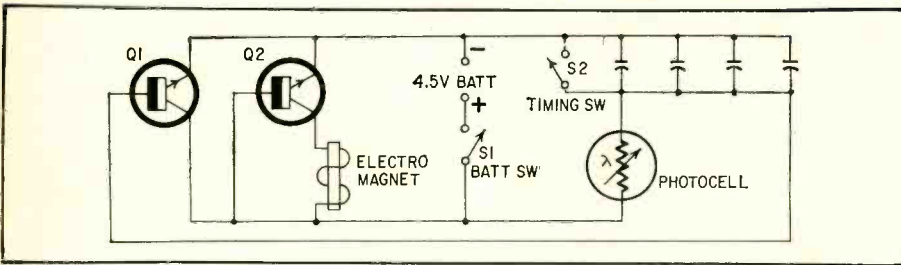 Q1
Q2
−
4.5V BATT
+
S1
BATT SW
S2
TIMING SW
ELECTRO
MAGNET
λ
PHOTOCELL